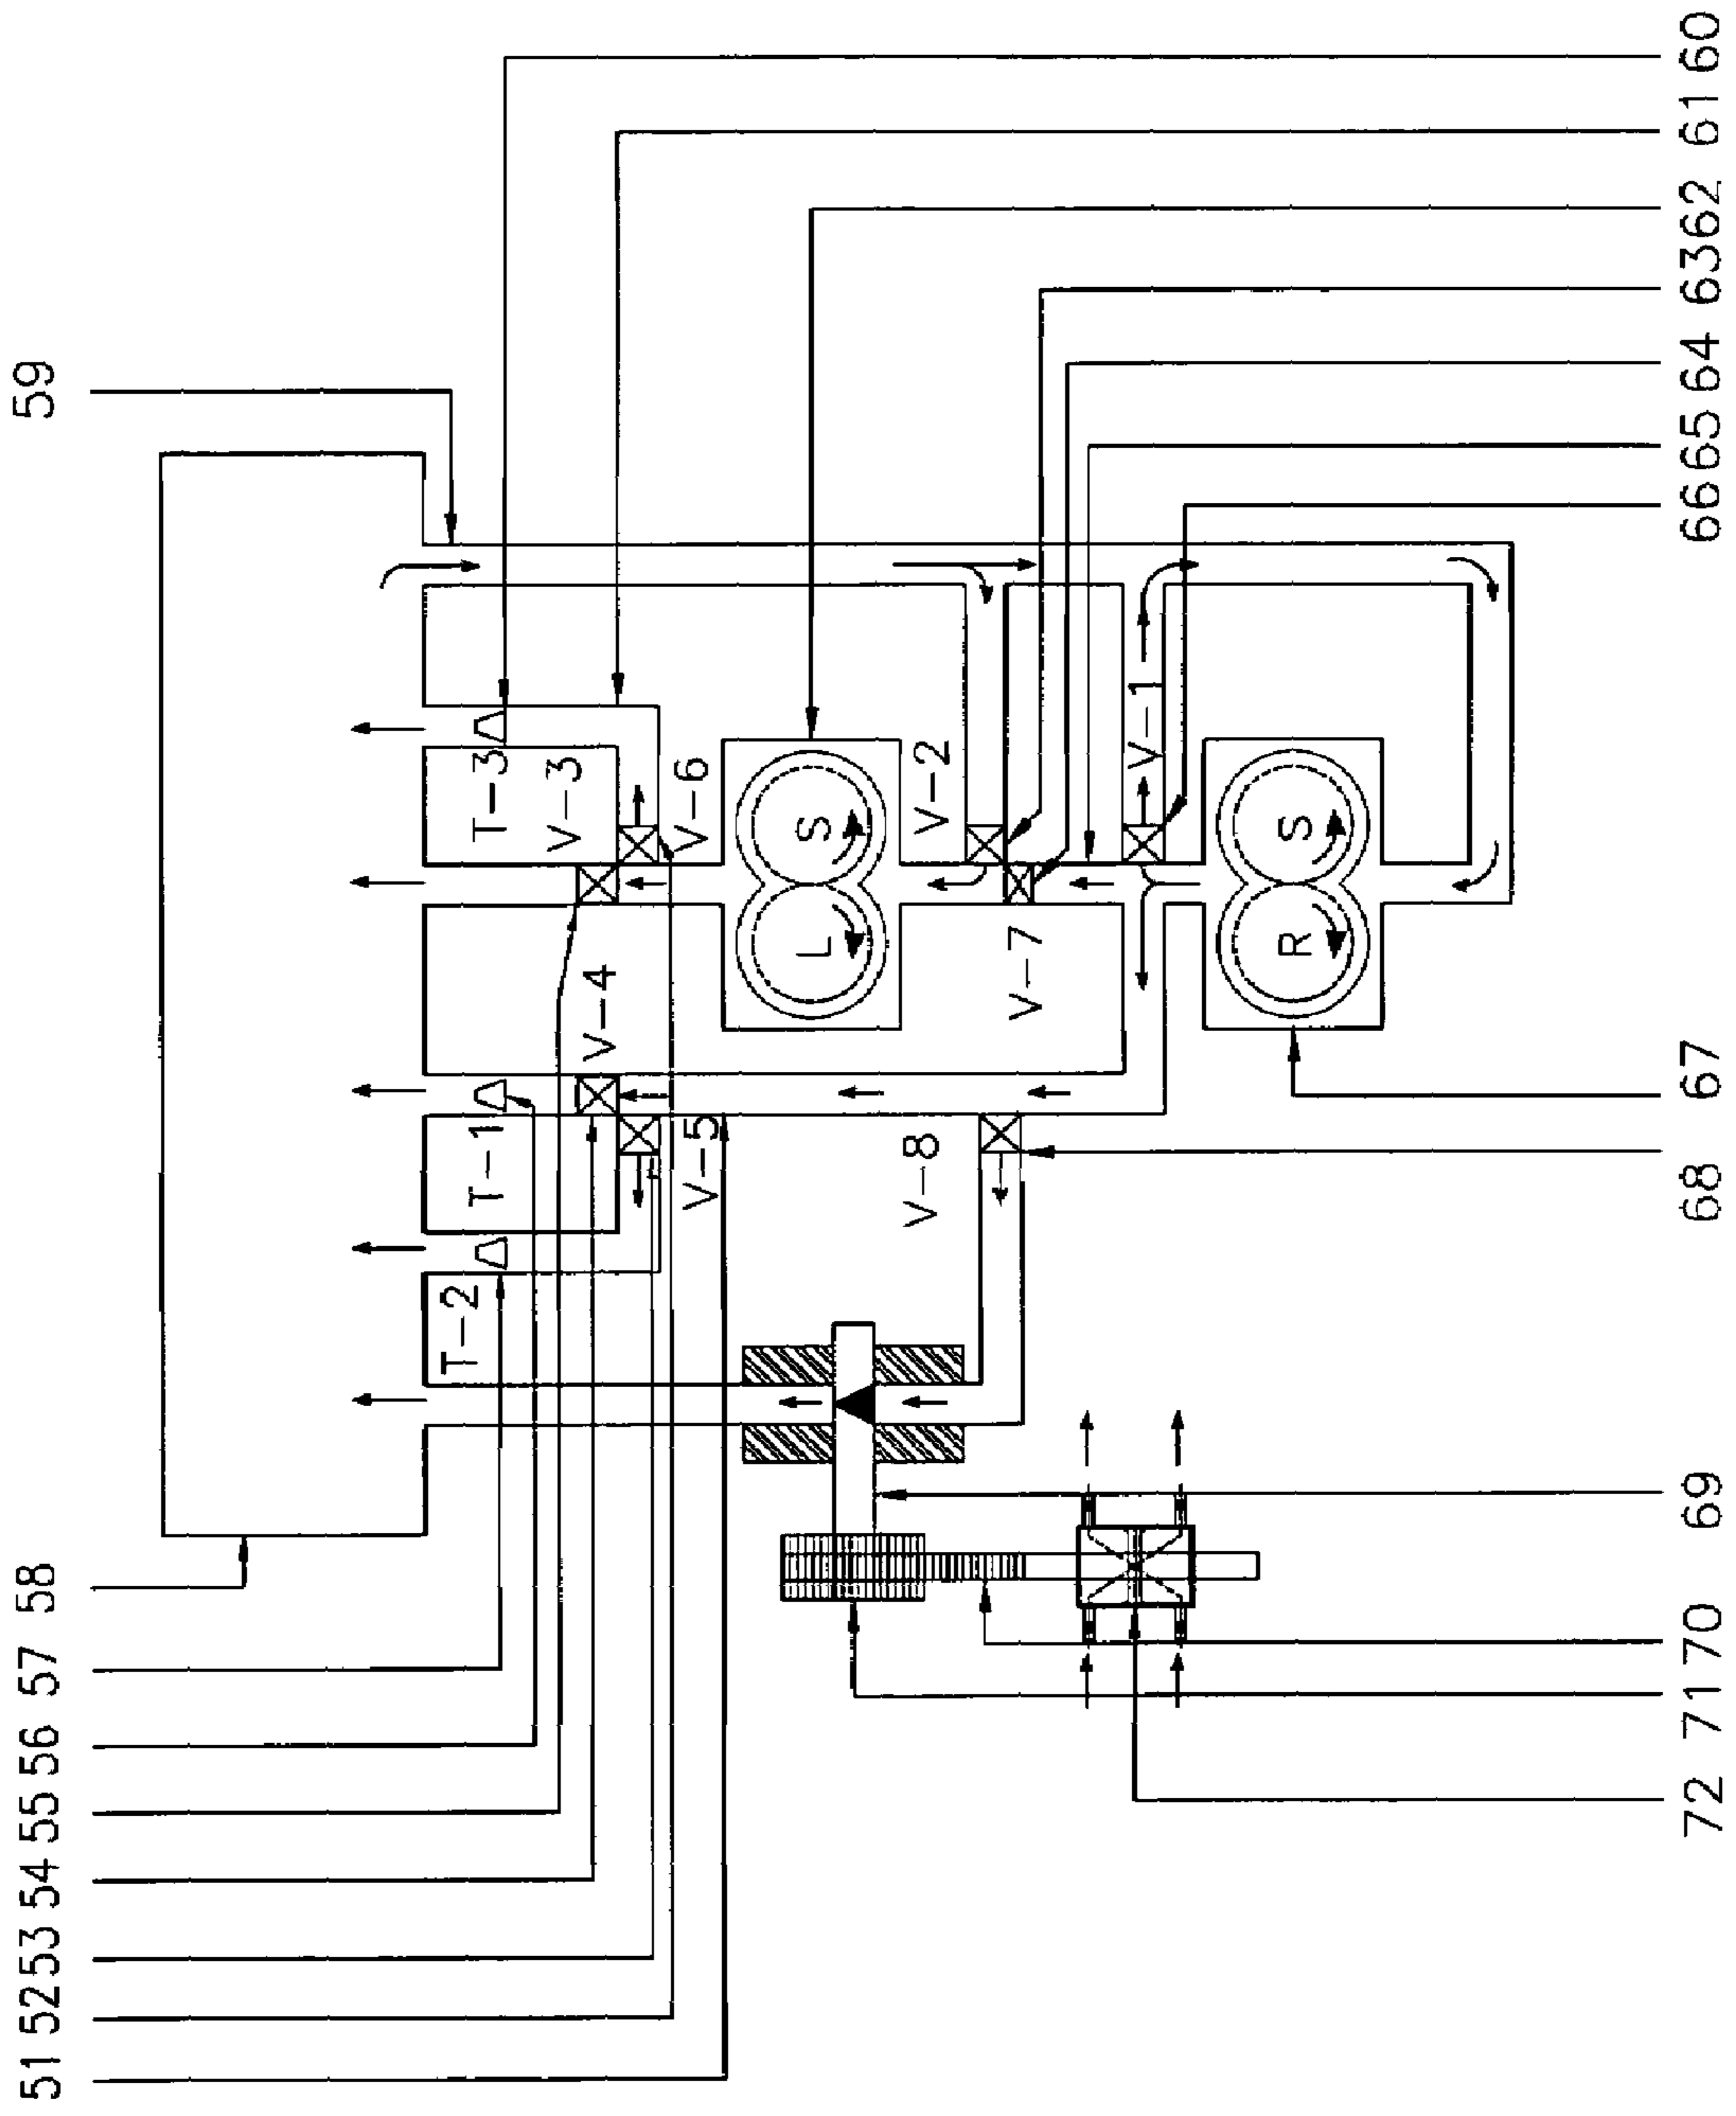 51 52 53 54 55 56 57 58
59
T-2
T-1
T-3
V-3
V-4
V-5
V-6
L S
V-2
V-8
V-7
V-1
R S
72 71 70 69
68 67
66 65 64 63 62 61 60